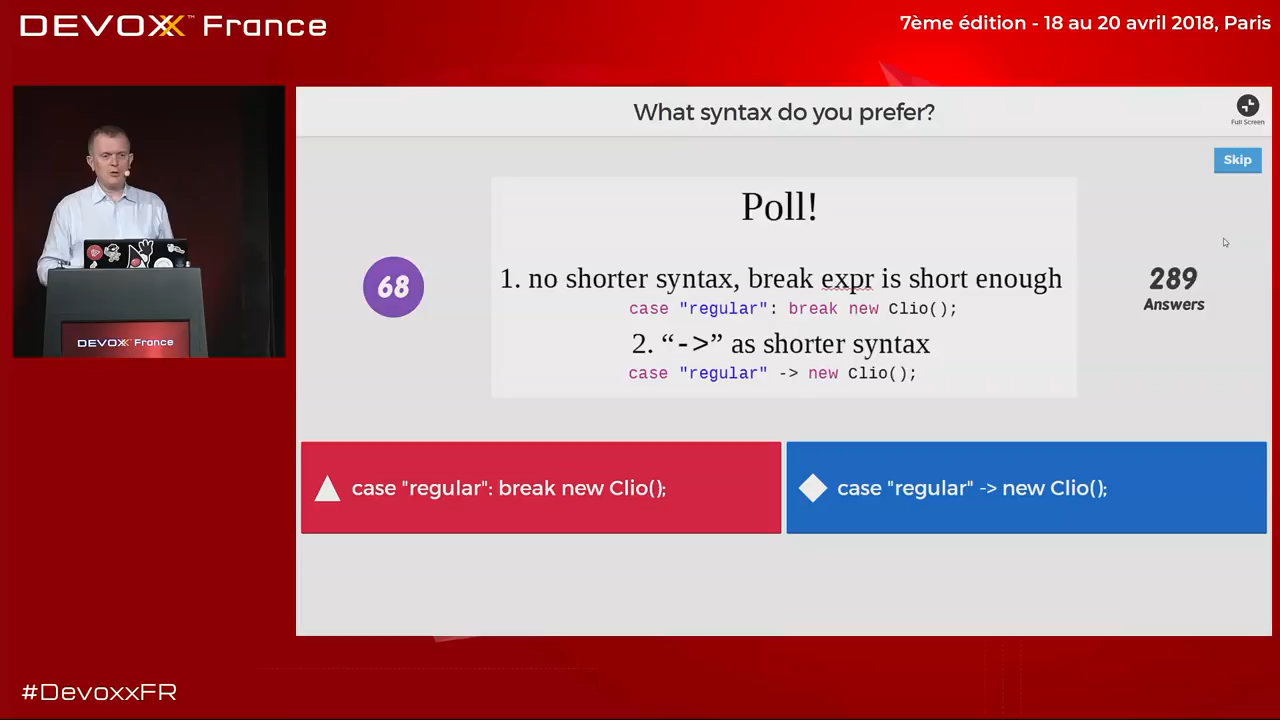 DEVOXX™ France
7ème édition - 18 au 20 avril 2018, Paris
What syntax do you prefer?
Full Screen
Skip
Poll!
68
1. no shorter syntax, break expr is short enough
case "regular": break new Clio();
289
Answers
2. “->” as shorter syntax
case "regular" -> new Clio();
DEVOXX France
case "regular": break new Clio();
case "regular" -> new Clio();
#DevoxxFR